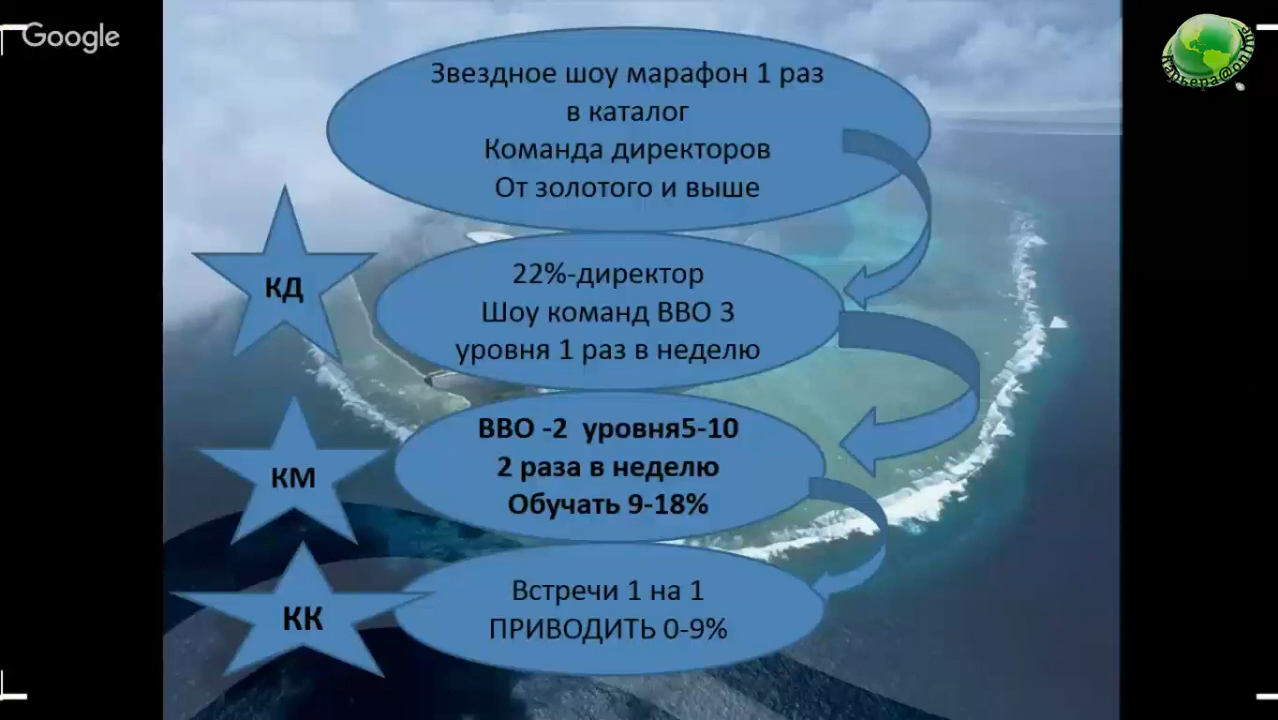 Google
Карьера@online
Звездное шоу марафон 1 раз
в каталог
Команда директоров
От золотого и выше
КД
22%-директор
Шоу команд ВВО 3
уровня 1 раз в неделю
КМ
ВВО -2 уровня5-10
2 раза в неделю
Обучать 9-18%
КК
Встречи 1 на 1
ПРИВОДИТЬ 0-9%